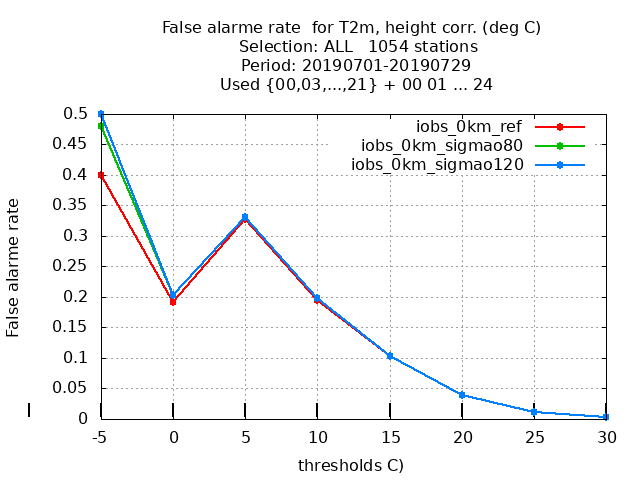 False alarme rate  for T2m, height corr. (deg C)
Selection: ALL   1054 stations
Period: 20190701-20190729
Used {00,03,...,21} + 00 01 ... 24
iobs_0km_ref
iobs_0km_sigmao80
iobs_0km_sigmao120
False alarme rate
0.5
0.45
0.4
0.35
0.3
0.25
0.2
0.15
0.1
0.05
0
-5 0 5 10 15 20 25 30
thresholds C)